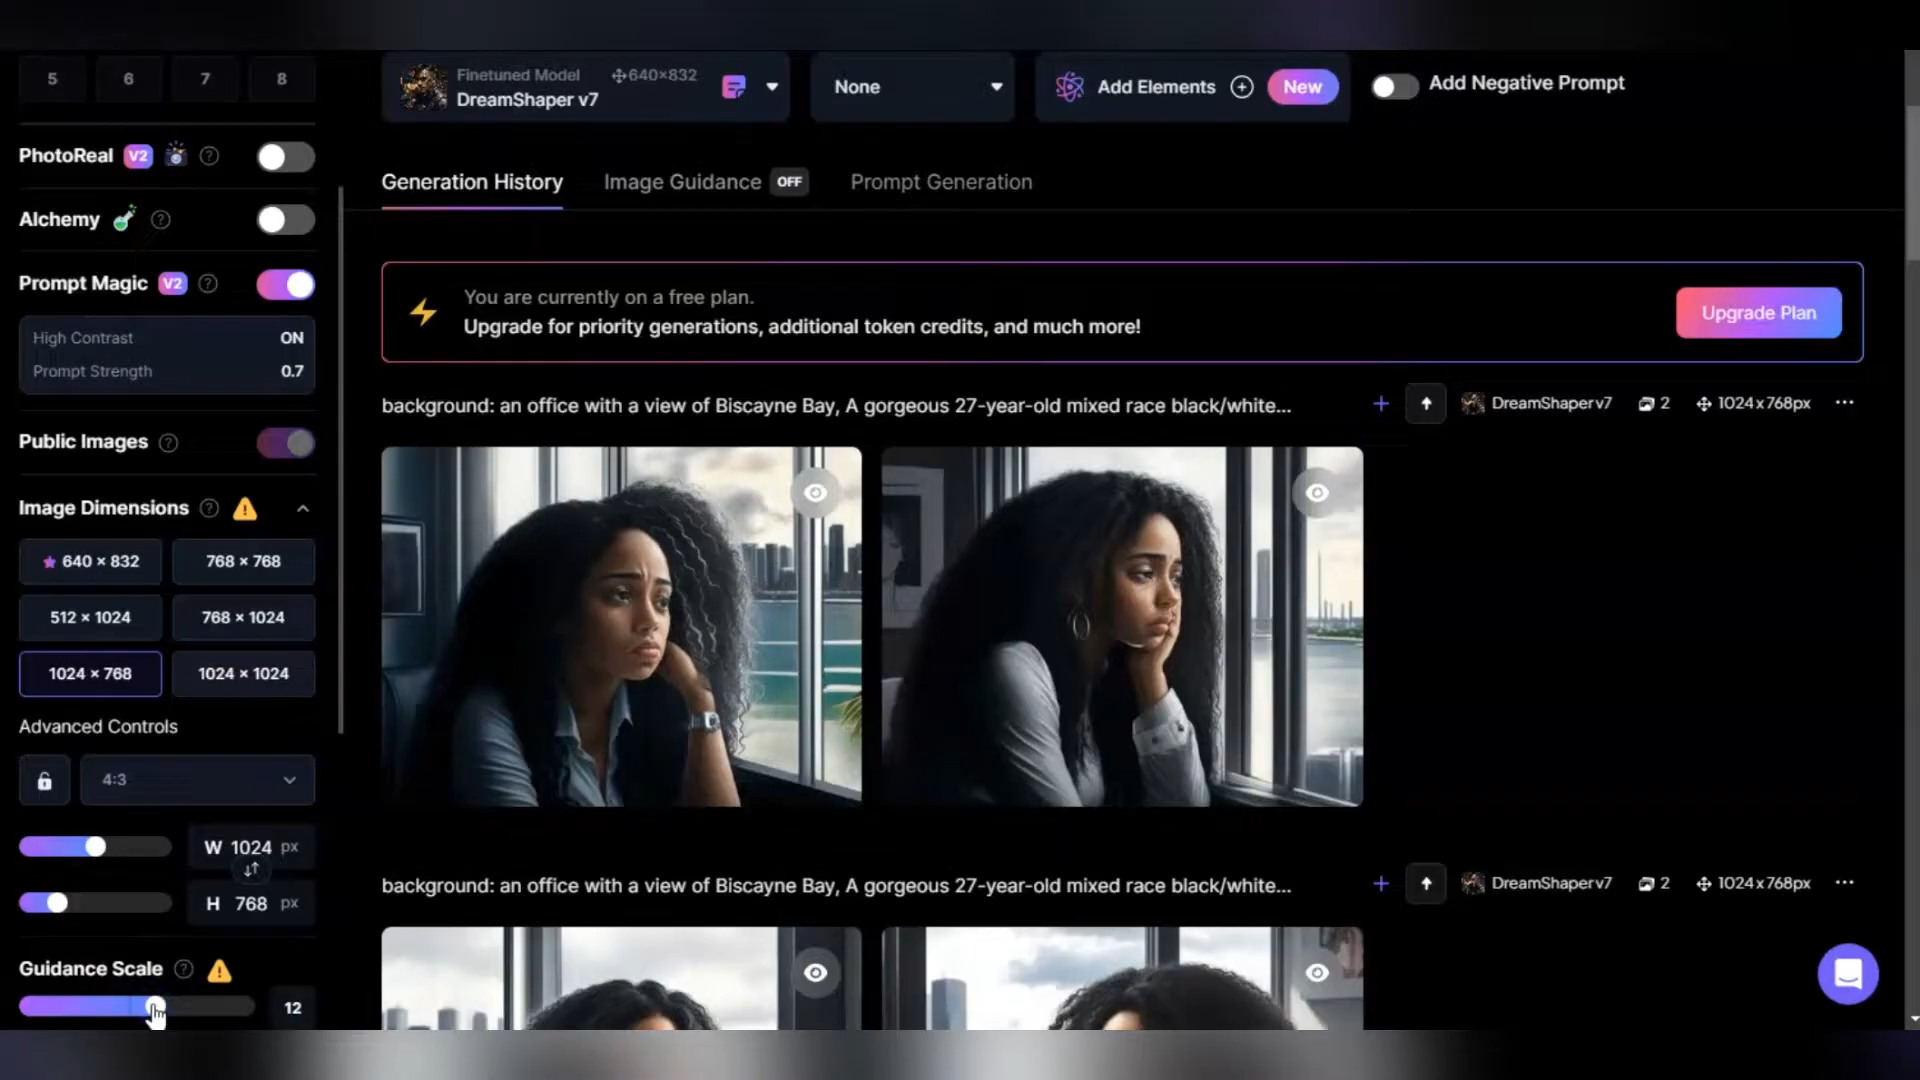 5 6 7 8
PhotoReal V2 ?
Alchemy ?
Prompt Magic V2 ?
High Contrast ON
Prompt Strength 0.7
Public Images ?
Image Dimensions ?
640 × 832 768 × 768
512 × 1024 768 × 1024
1024 × 768 1024 × 1024
Advanced Controls
4:3
W 1024 px
H 768 px
Guidance Scale ?
12
Finetuned Model 640×832
DreamShaper v7
None
Add Elements New
Add Negative Prompt
Generation History Image Guidance OFF Prompt Generation
You are currently on a free plan.
Upgrade for priority generations, additional token credits, and much more!
Upgrade Plan
background: an office with a view of Biscayne Bay, A gorgeous 27-year-old mixed race black/white... DreamShaper v7 2 1024x768px
background: an office with a view of Biscayne Bay, A gorgeous 27-year-old mixed race black/white... DreamShaper v7 2 1024x768px